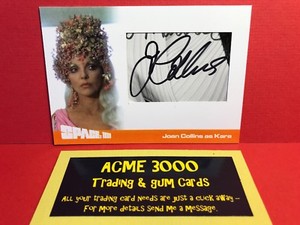 SPACE: 1999
Joan Collins as Kara
ACME 3000
Trading & Gum Cards
All your trading card needs are just a click away -
For more details send me a message.